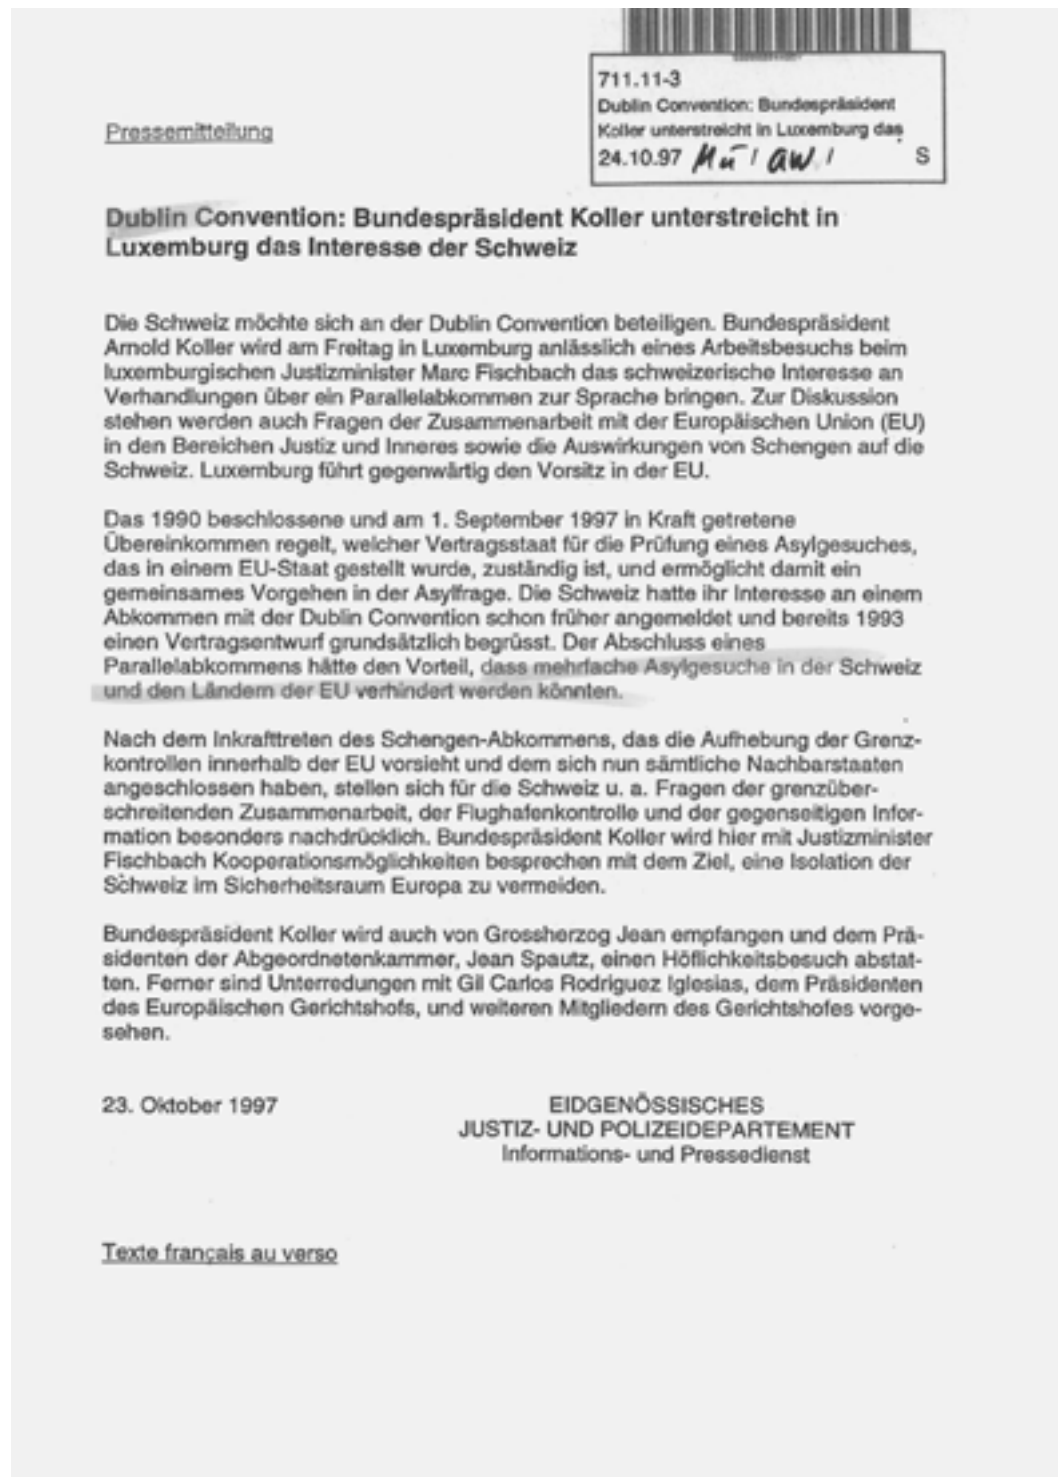 711.11-3
Dublin Convention: Bundespräsident
Koller unterstreicht in Luxemburg das
24.10.97 Mü / aw / S
Pressemitteilung
Dublin Convention: Bundespräsident Koller unterstreicht in
Luxemburg das Interesse der Schweiz
Die Schweiz möchte sich an der Dublin Convention beteiligen. Bundespräsident
Arnold Koller wird am Freitag in Luxemburg anlässlich eines Arbeitsbesuchs beim
luxemburgischen Justizminister Marc Fischbach das schweizerische Interesse an
Verhandlungen über ein Parallelabkommen zur Sprache bringen. Zur Diskussion
stehen werden auch Fragen der Zusammenarbeit mit der Europäischen Union (EU)
in den Bereichen Justiz und Inneres sowie die Auswirkungen von Schengen auf die
Schweiz. Luxemburg führt gegenwärtig den Vorsitz in der EU.
Das 1990 beschlossene und am 1. September 1997 in Kraft getretene
Übereinkommen regelt, welcher Vertragsstaat für die Prüfung eines Asylgesuches,
das in einem EU-Staat gestellt wurde, zuständig ist, und ermöglicht damit ein
gemeinsames Vorgehen in der Asylfrage. Die Schweiz hatte ihr Interesse an einem
Abkommen mit der Dublin Convention schon früher angemeldet und bereits 1993
einen Vertragsentwurf grundsätzlich begrüsst. Der Abschluss eines
Parallelabkommens hätte den Vorteil, dass mehrfache Asylgesuche in der Schweiz
und den Ländern der EU verhindert werden könnten.
Nach dem Inkrafttreten des Schengen-Abkommens, das die Aufhebung der Grenz-
kontrollen innerhalb der EU vorsieht und dem sich nun sämtliche Nachbarstaaten
angeschlossen haben, stellen sich für die Schweiz u. a. Fragen der grenzüber-
schreitenden Zusammenarbeit, der Flughafenkontrolle und der gegenseitigen Infor-
mation besonders nachdrücklich. Bundespräsident Koller wird hier mit Justizminister
Fischbach Kooperationsmöglichkeiten besprechen mit dem Ziel, eine Isolation der
Schweiz im Sicherheitsraum Europa zu vermeiden.
Bundespräsident Koller wird auch von Grossherzog Jean empfangen und dem Prä-
sidenten der Abgeordnetenkammer, Jean Spautz, einen Höflichkeitsbesuch abstat-
ten. Ferner sind Unterredungen mit Gil Carlos Rodriguez Iglesias, dem Präsidenten
des Europäischen Gerichtshofs, und weiteren Mitgliedern des Gerichtshofes vorge-
sehen.
23. Oktober 1997
EIDGENÖSSISCHES
JUSTIZ- UND POLIZEIDEPARTEMENT
Informations- und Pressedienst
Texte français au verso